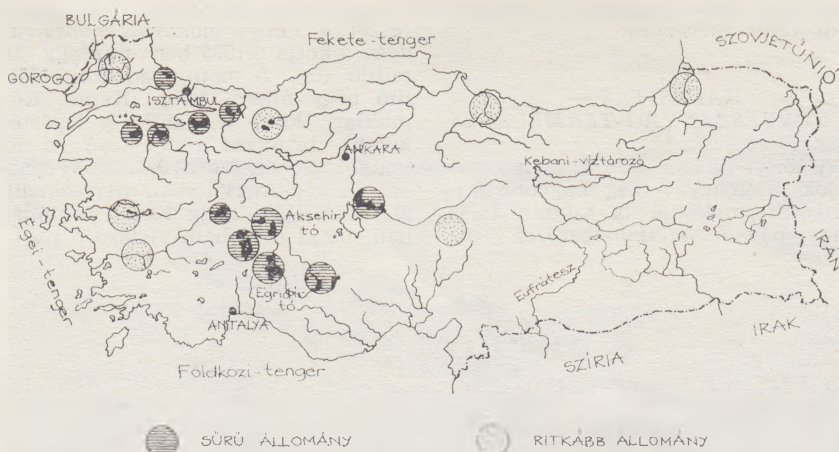 BULGÁRIA
Fekete-tenger
SZOVJETÚNIÓ
GÖRÖGO
ISZTAMBUL
ANKARA
Kebani-víztározó
Égei-tenger
Aksehir
tó
IRÁN
Eufrátesz
Egridir
tó
ANTALYA
IRAK
SZÍRIA
Földközi-tenger
SŰRŰ ÁLLOMÁNY
RITKÁBB ÁLLOMÁNY